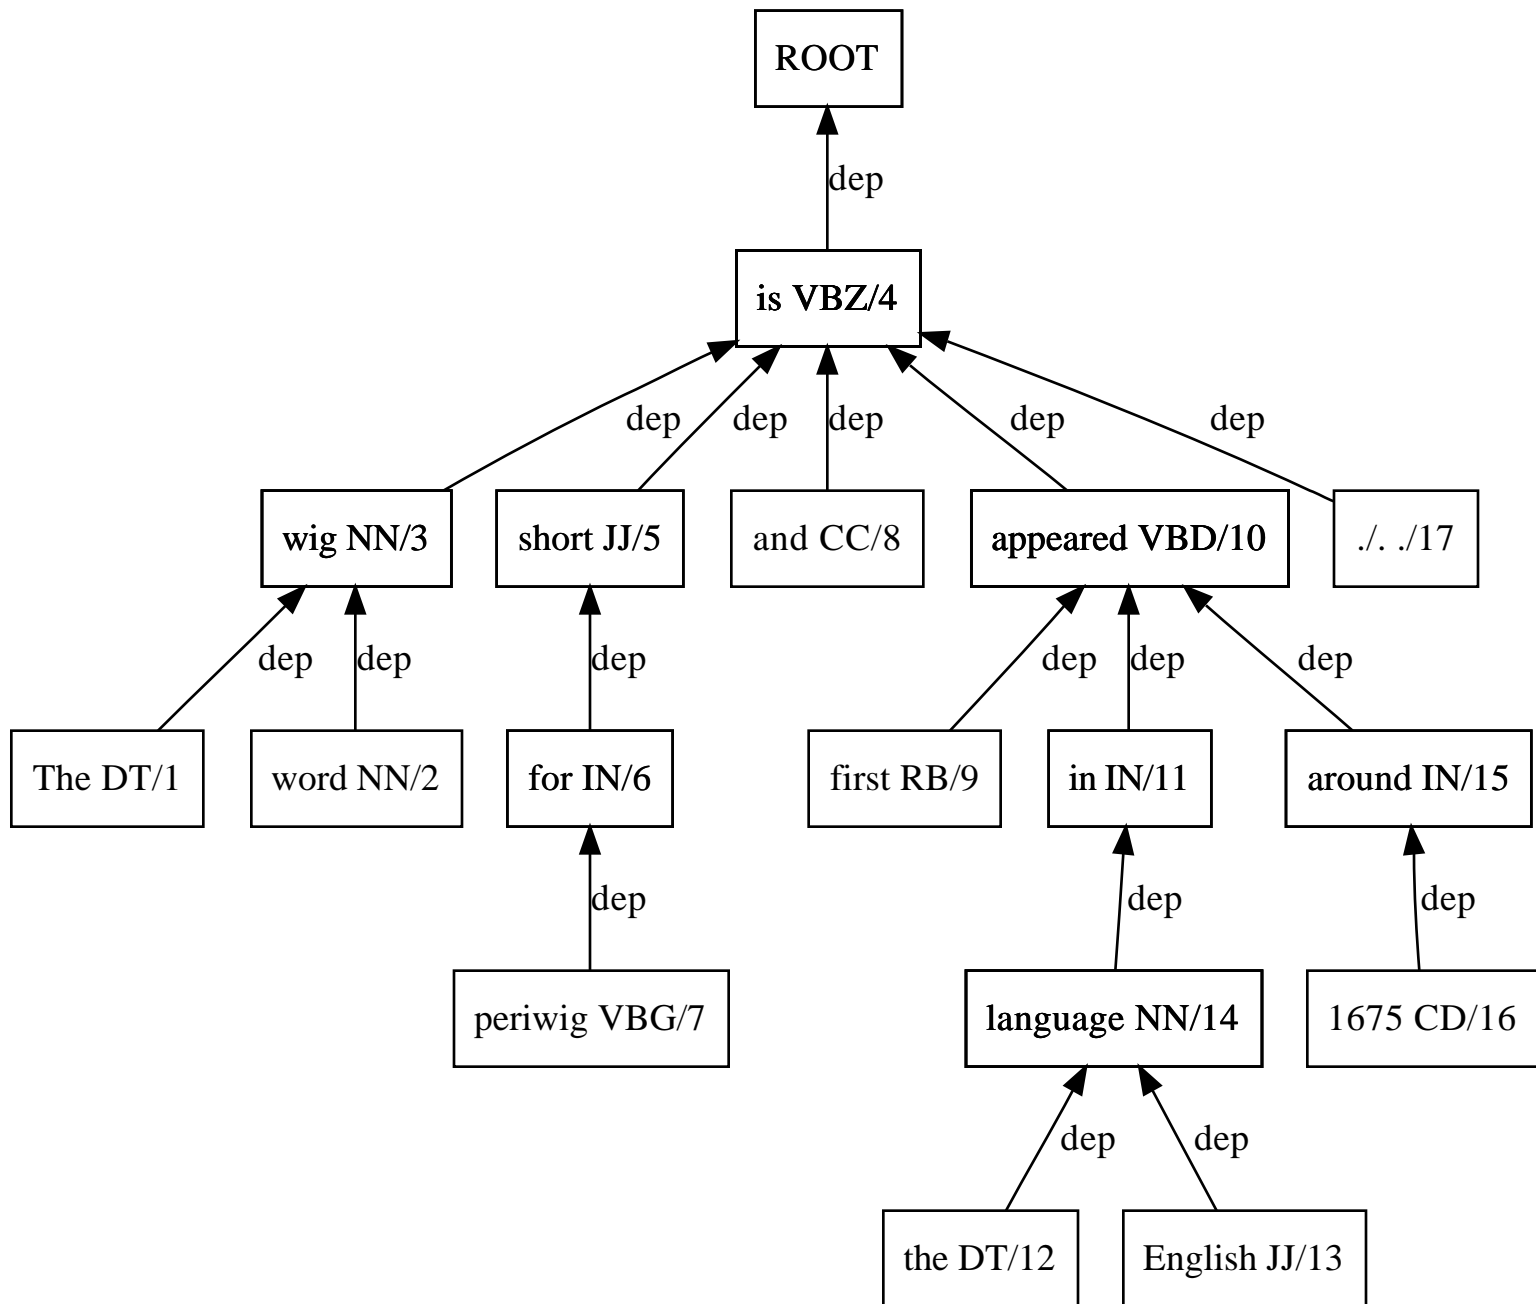 ROOT
dep
is VBZ/4
dep dep dep dep dep
wig NN/3 short JJ/5 and CC/8 appeared VBD/10 ./. ./17
dep dep dep dep dep dep
The DT/1 word NN/2 for IN/6 first RB/9 in IN/11 around IN/15
dep dep dep
periwig VBG/7 language NN/14 1675 CD/16
dep dep
the DT/12 English JJ/13